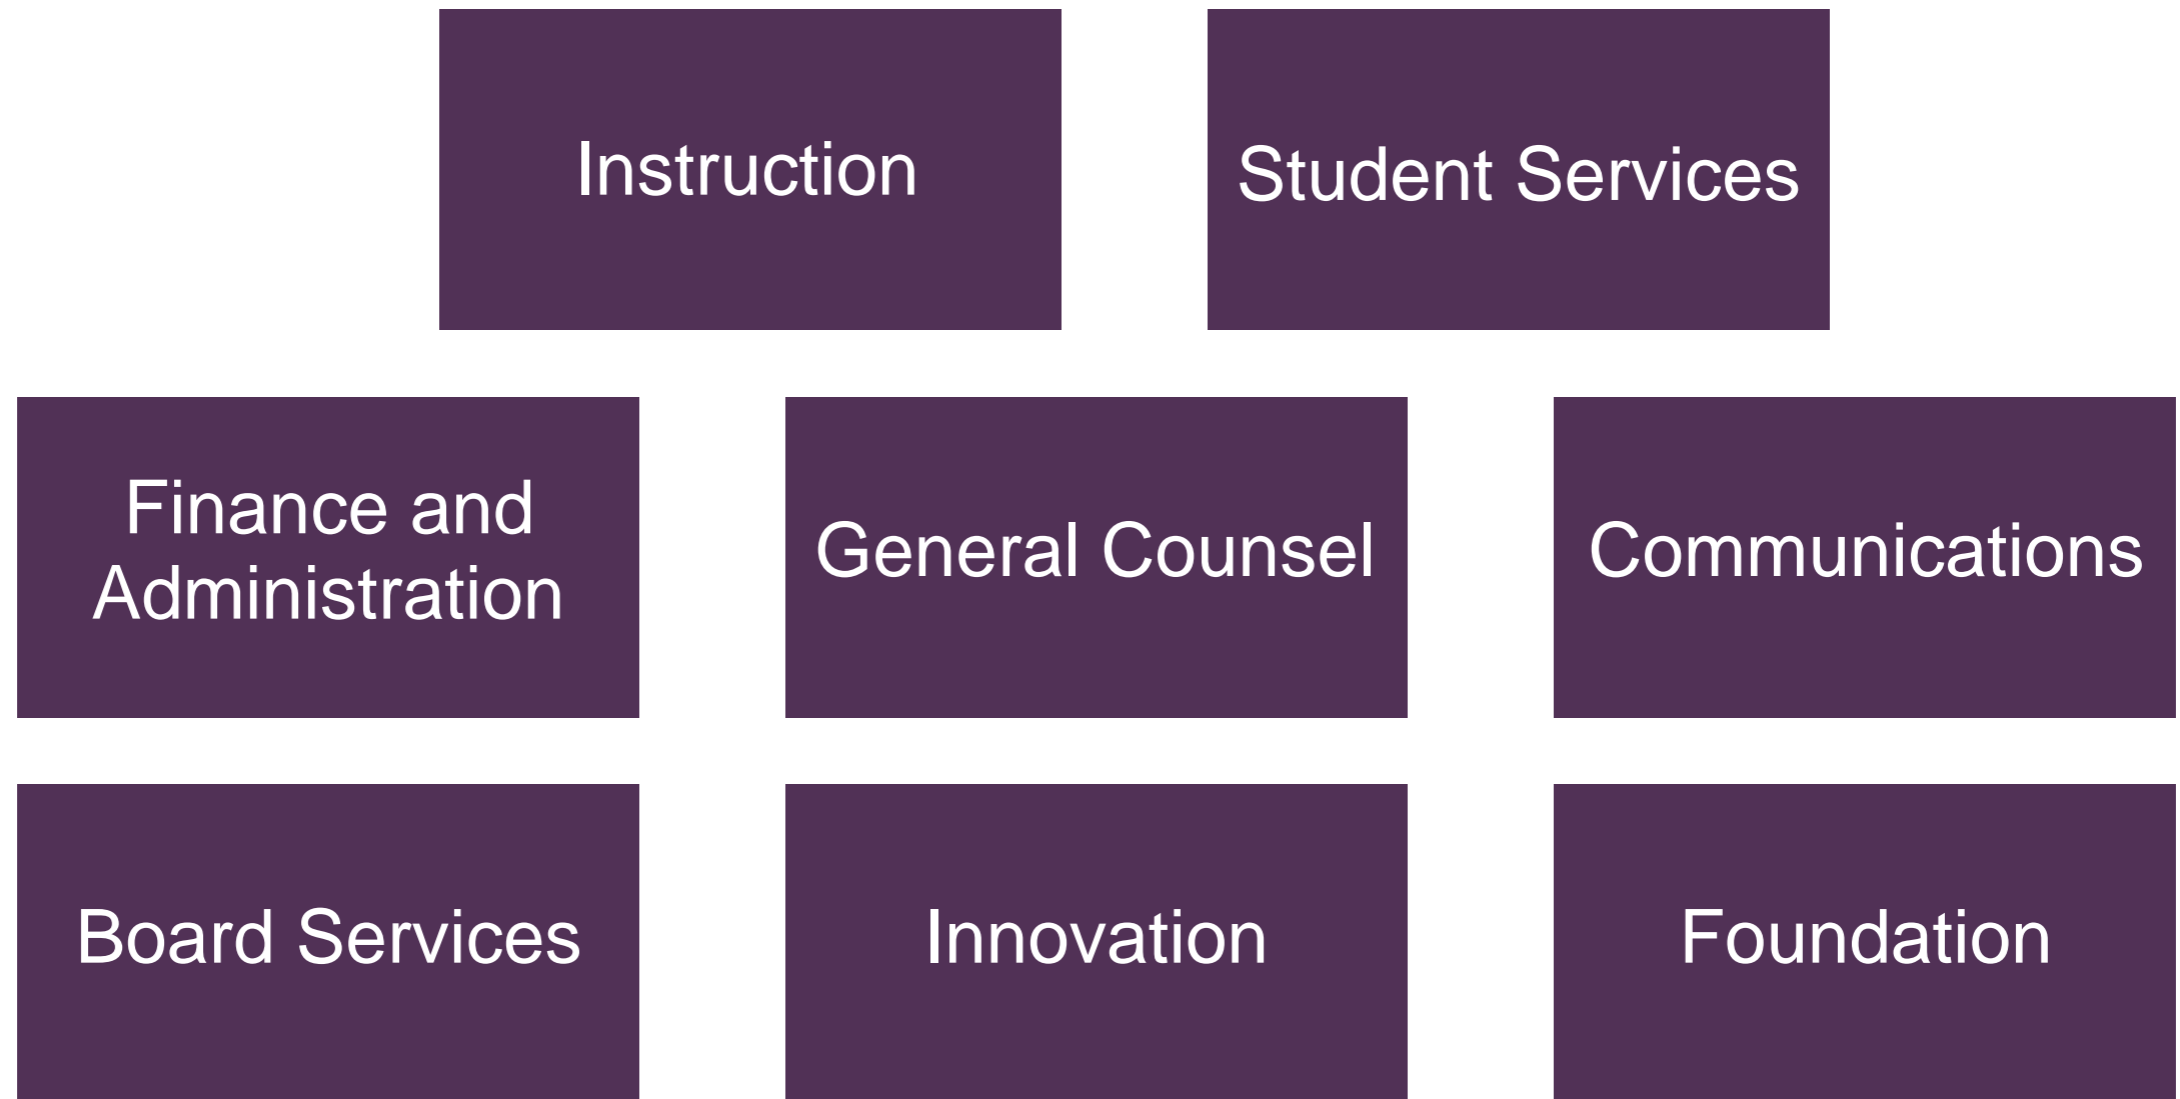 Instruction
Student Services
Finance and
Administration
General Counsel
Communications
Board Services
Innovation
Foundation